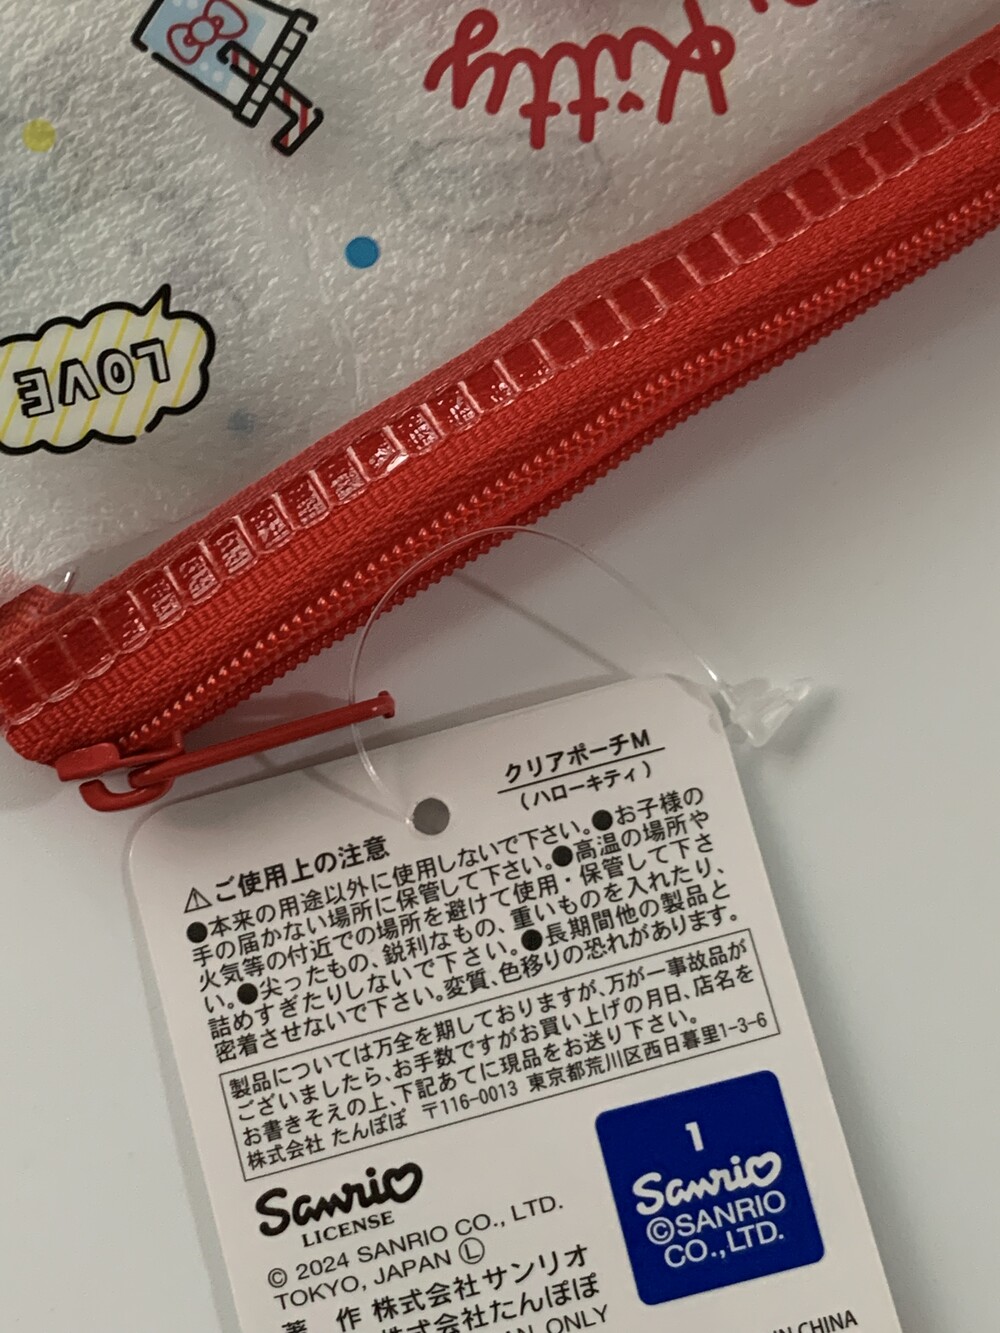 Kitty
LOVE
クリアポーチM
(ハローキティ)
⚠ご使用上の注意
●本来の用途以外に使用しないで下さい。●お子様の
手の届かない場所に保管して下さい。●高温の場所や
火気等の付近での場所を避けて使用・保管して下さ
い。●尖ったもの、鋭利なもの、重いものを入れたり、
詰めすぎたりしないで下さい。●長期間他の製品と
密着させないで下さい。変質、色移りの恐れがあります。
製品については万全を期しておりますが、万が一事故品が
ございましたら、お手数ですがお買い上げの月日、店名を
お書きそえの上、下記あてに現品をお送り下さい。
株式会社 たんぽぽ 〒116-0013 東京都荒川区西日暮里1-3-6
Sanrio
LICENSE
© 2024 SANRIO CO., LTD.
TOKYO, JAPAN Ⓛ
著 作 株式会社サンリオ
株式会社たんぽぽ
ONLY
1
Sanrio
©SANRIO
CO.,LTD.
CHINA